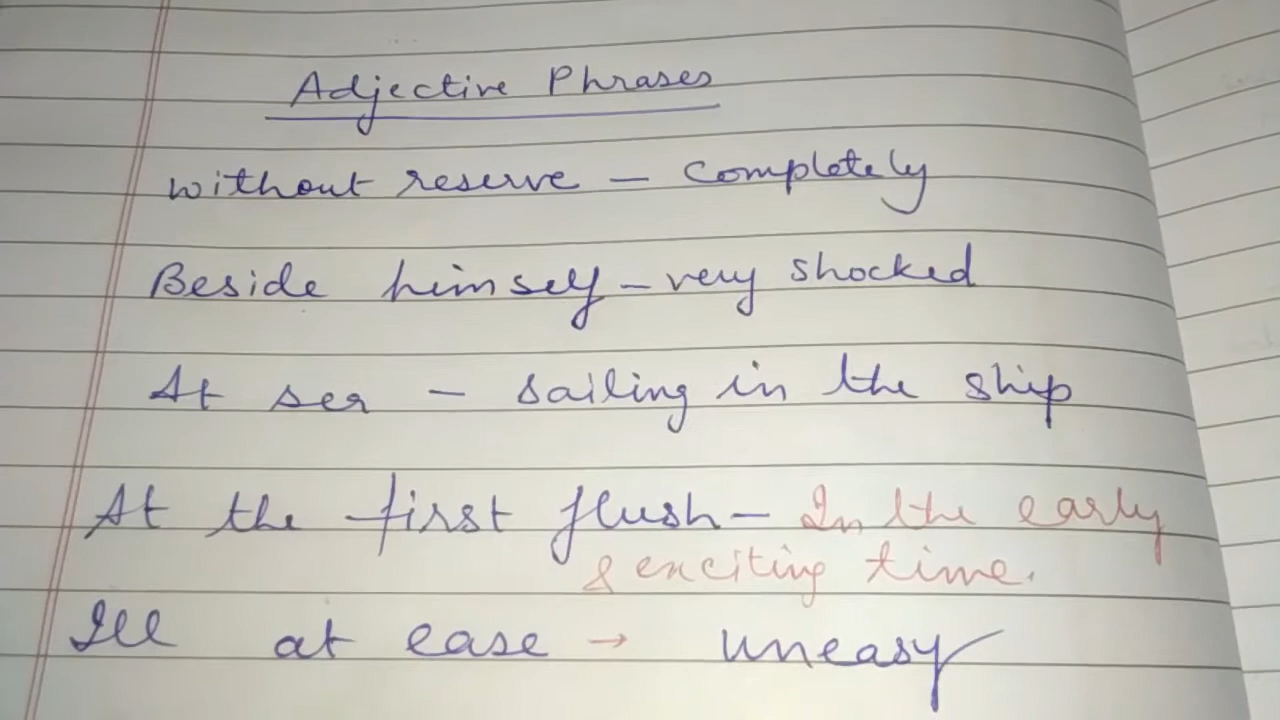 Adjective Phrases
without reserve – completely
Beside himself – very shocked
At sea – sailing in the ship
At the first flush – In the early
& exciting time.
Ill at ease → uneasy